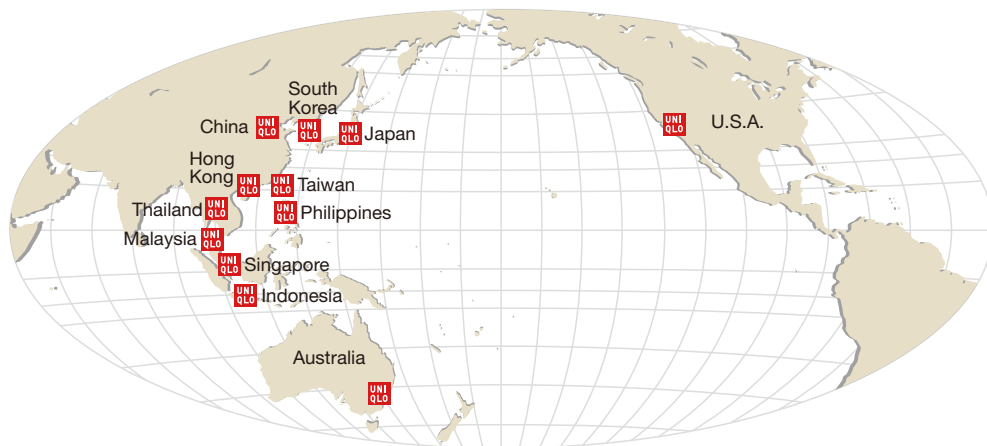 South
Korea
UNI
QLO
China
UNI
QLO
UNI
QLO
Japan
UNI
QLO
U.S.A.
Hong
Kong
UNI
QLO
UNI
QLO
Taiwan
Thailand
UNI
QLO
UNI
QLO
Philippines
Malaysia
UNI
QLO
UNI
QLO
Singapore
UNI
QLO
Indonesia
Australia
UNI
QLO